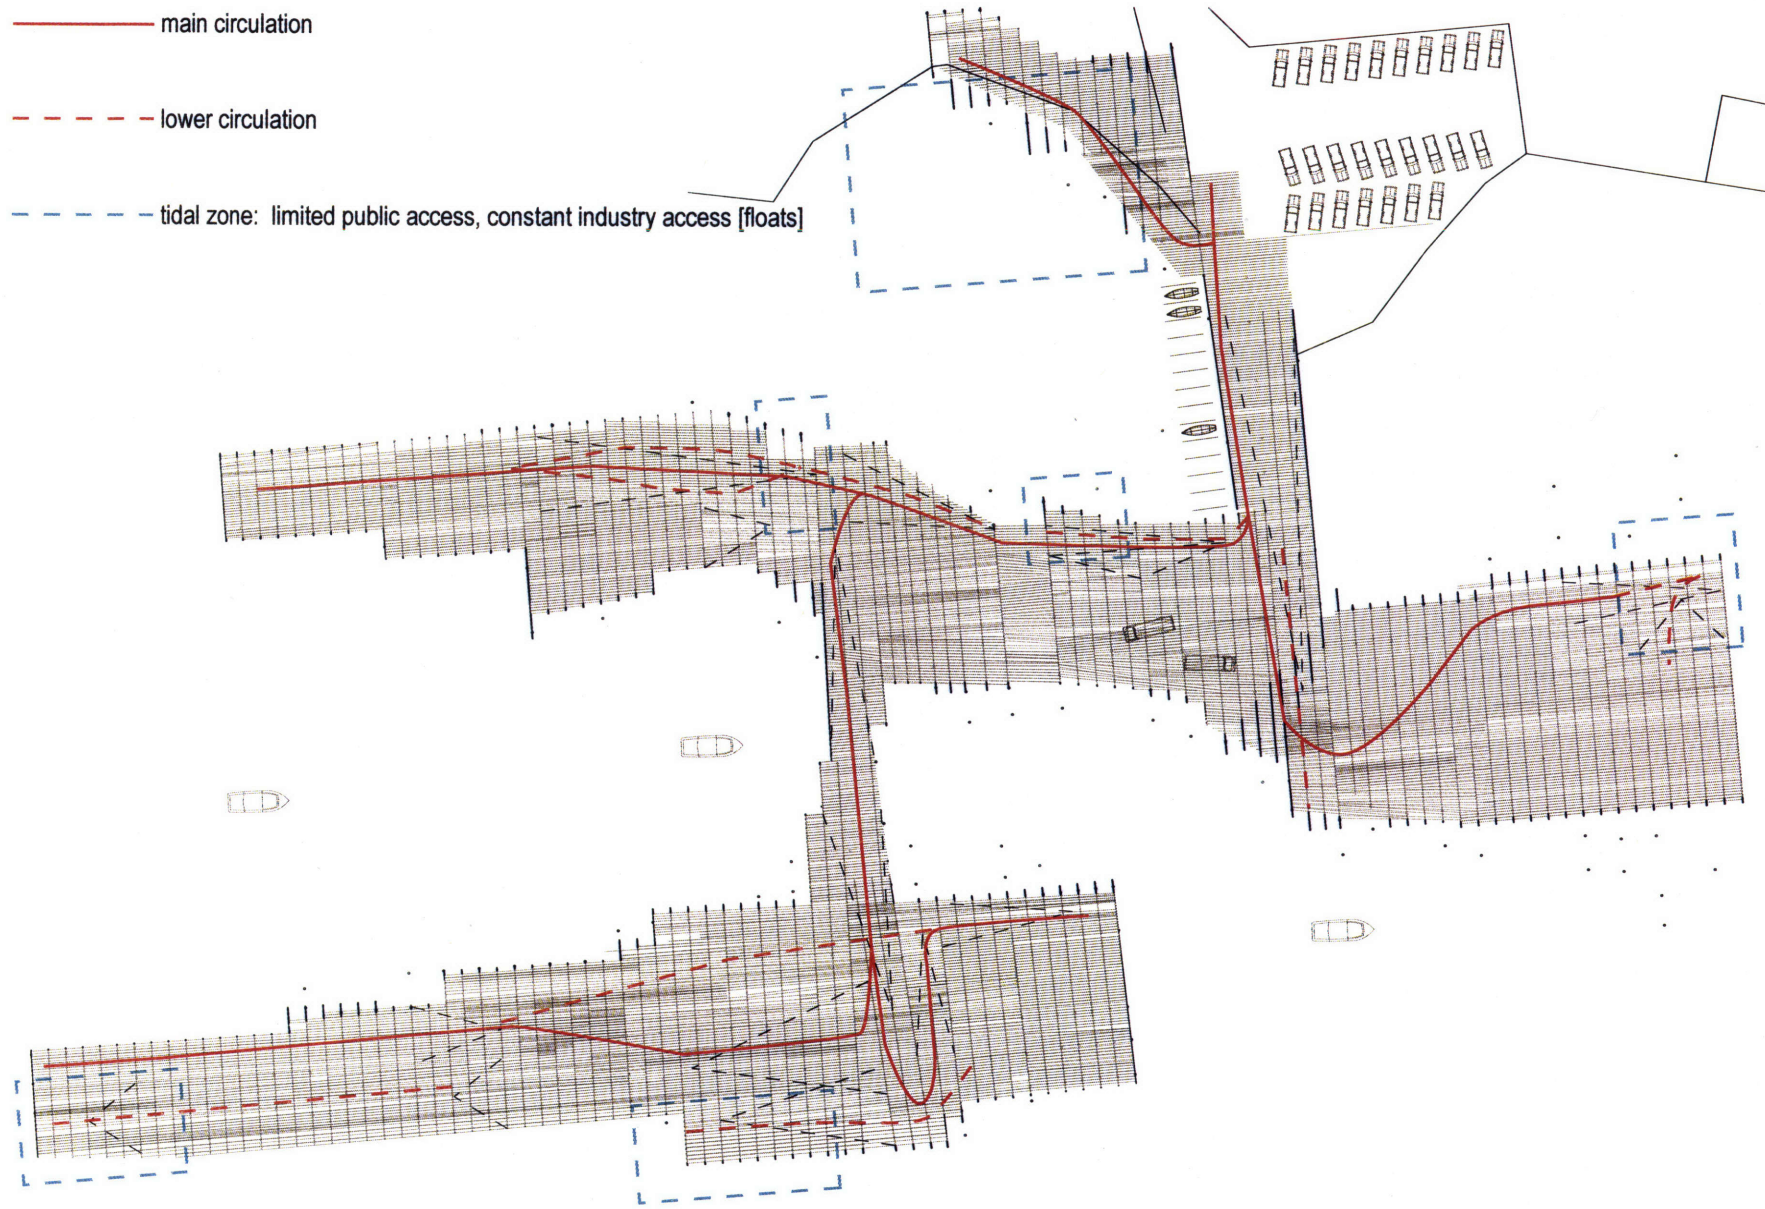 main circulation
lower circulation
tidal zone: limited public access, constant industry access [floats]